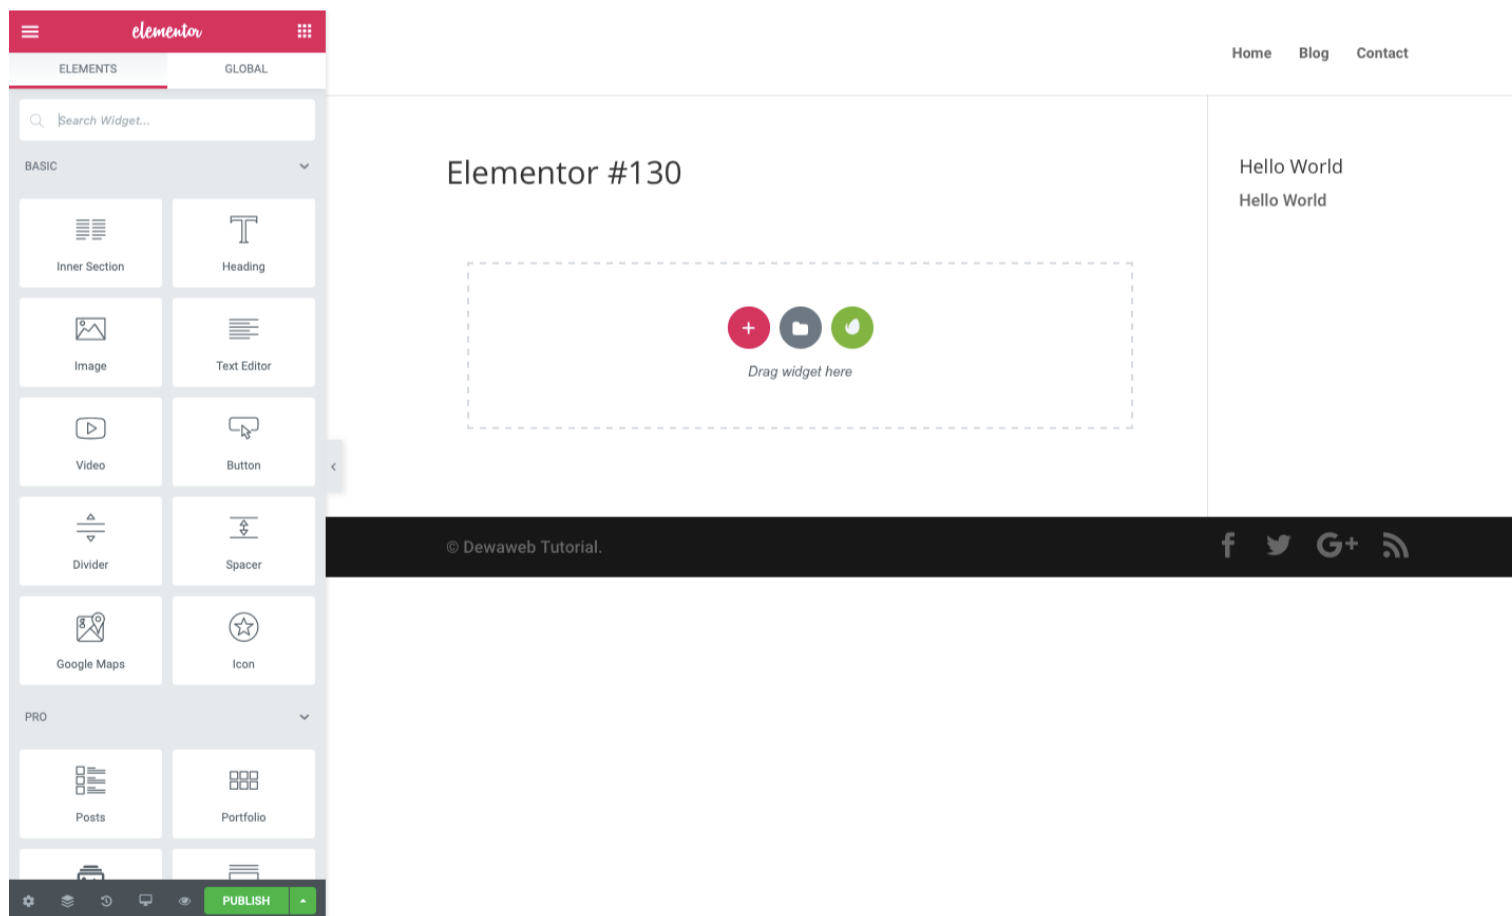 elementor
ELEMENTS
GLOBAL
Search Widget...
BASIC
Inner Section
Heading
Image
Text Editor
Video
Button
Divider
Spacer
Google Maps
Icon
PRO
Posts
Portfolio
PUBLISH
Home
Blog
Contact
Elementor #130
Drag widget here
Hello World
Hello World
© Dewaweb Tutorial.